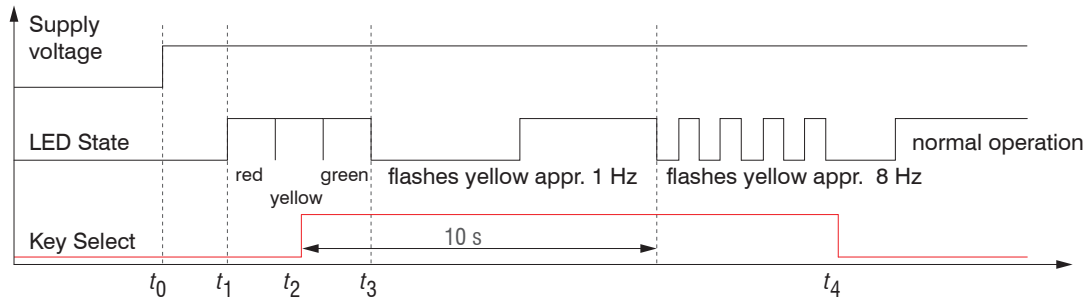 Supply
voltage
LED State
normal operation
red
green
flashes yellow appr. 1 Hz
flashes yellow appr. 8 Hz
yellow
Key Select
10 s
t0
t1
t2
t3
t4